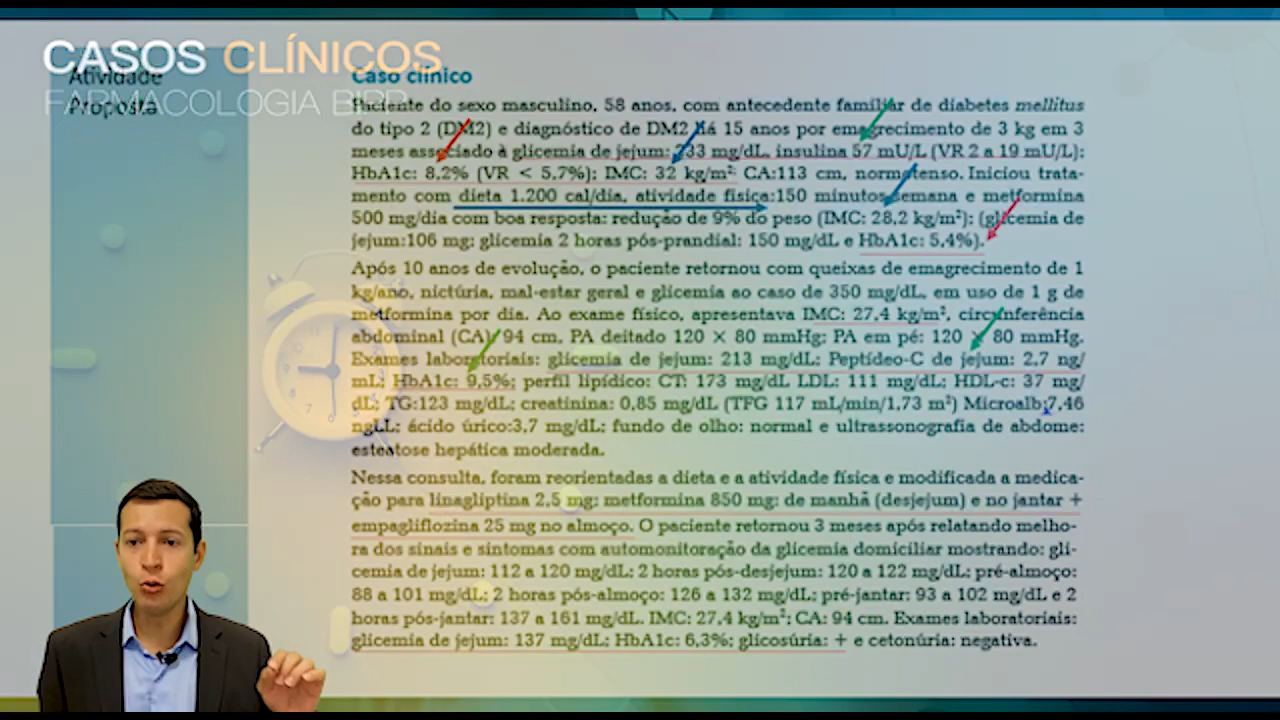 CASOS CLÍNICOS
FARMACOLOGIA
Atividade
Proposta
Caso clínico
Paciente do sexo masculino, 58 anos, com antecedente familiar de diabetes mellitus
do tipo 2 (DM2) e diagnóstico de DM2 há 15 anos por emagrecimento de 3 kg em 3
meses associado à glicemia de jejum: 233 mg/dL, insulina 57 mU/L (VR 2 a 19 mU/L);
HbA1c: 8,2% (VR < 5,7%); IMC: 32 kg/m²; CA:113 cm, normotenso. Iniciou trata-
mento com dieta 1.200 cal/dia, atividade física:150 minutos/semana e metformina
500 mg/dia com boa resposta: redução de 9% do peso (IMC: 28,2 kg/m²); (glicemia de
jejum:106 mg; glicemia 2 horas pós-prandial: 150 mg/dL e HbA1c: 5,4%).
Após 10 anos de evolução, o paciente retornou com queixas de emagrecimento de 1
kg/ano, nictúria, mal-estar geral e glicemia ao caso de 350 mg/dL, em uso de 1 g de
metformina por dia. Ao exame físico, apresentava IMC: 27,4 kg/m², circunferência
abdominal (CA) 94 cm, PA deitado 120 × 80 mmHg; PA em pé: 120 × 80 mmHg.
Exames laboratoriais: glicemia de jejum: 213 mg/dL; Peptídeo-C de jejum: 2,7 ng/
mL; HbA1c: 9,5%; perfil lipídico: CT: 173 mg/dL LDL: 111 mg/dL; HDL-c: 37 mg/
dL; TG:123 mg/dL; creatinina: 0,85 mg/dL (TFG 117 mL/min/1,73 m²) Microalb:7,46
ng/LL; ácido úrico:3,7 mg/dL; fundo de olho: normal e ultrassonografia de abdome:
esteatose hepática moderada.
Nessa consulta, foram reorientadas a dieta e a atividade física e modificada a medica-
ção para linagliptina 2,5 mg; metformina 850 mg; de manhã (desjejum) e no jantar +
empagliflozina 25 mg no almoço. O paciente retornou 3 meses após relatando melho-
ra dos sinais e sintomas com automonitoração da glicemia domiciliar mostrando: gli-
cemia de jejum: 112 a 120 mg/dL; 2 horas pós-desjejum: 120 a 122 mg/dL; pré-almoço:
88 a 101 mg/dL; 2 horas pós-almoço: 126 a 132 mg/dL; pré-jantar: 93 a 102 mg/dL e 2
horas pós-jantar: 137 a 161 mg/dL. IMC: 27,4 kg/m²; CA: 94 cm. Exames laboratoriais:
glicemia de jejum: 137 mg/dL; HbA1c: 6,3%; glicosúria: + e cetonúria: negativa.